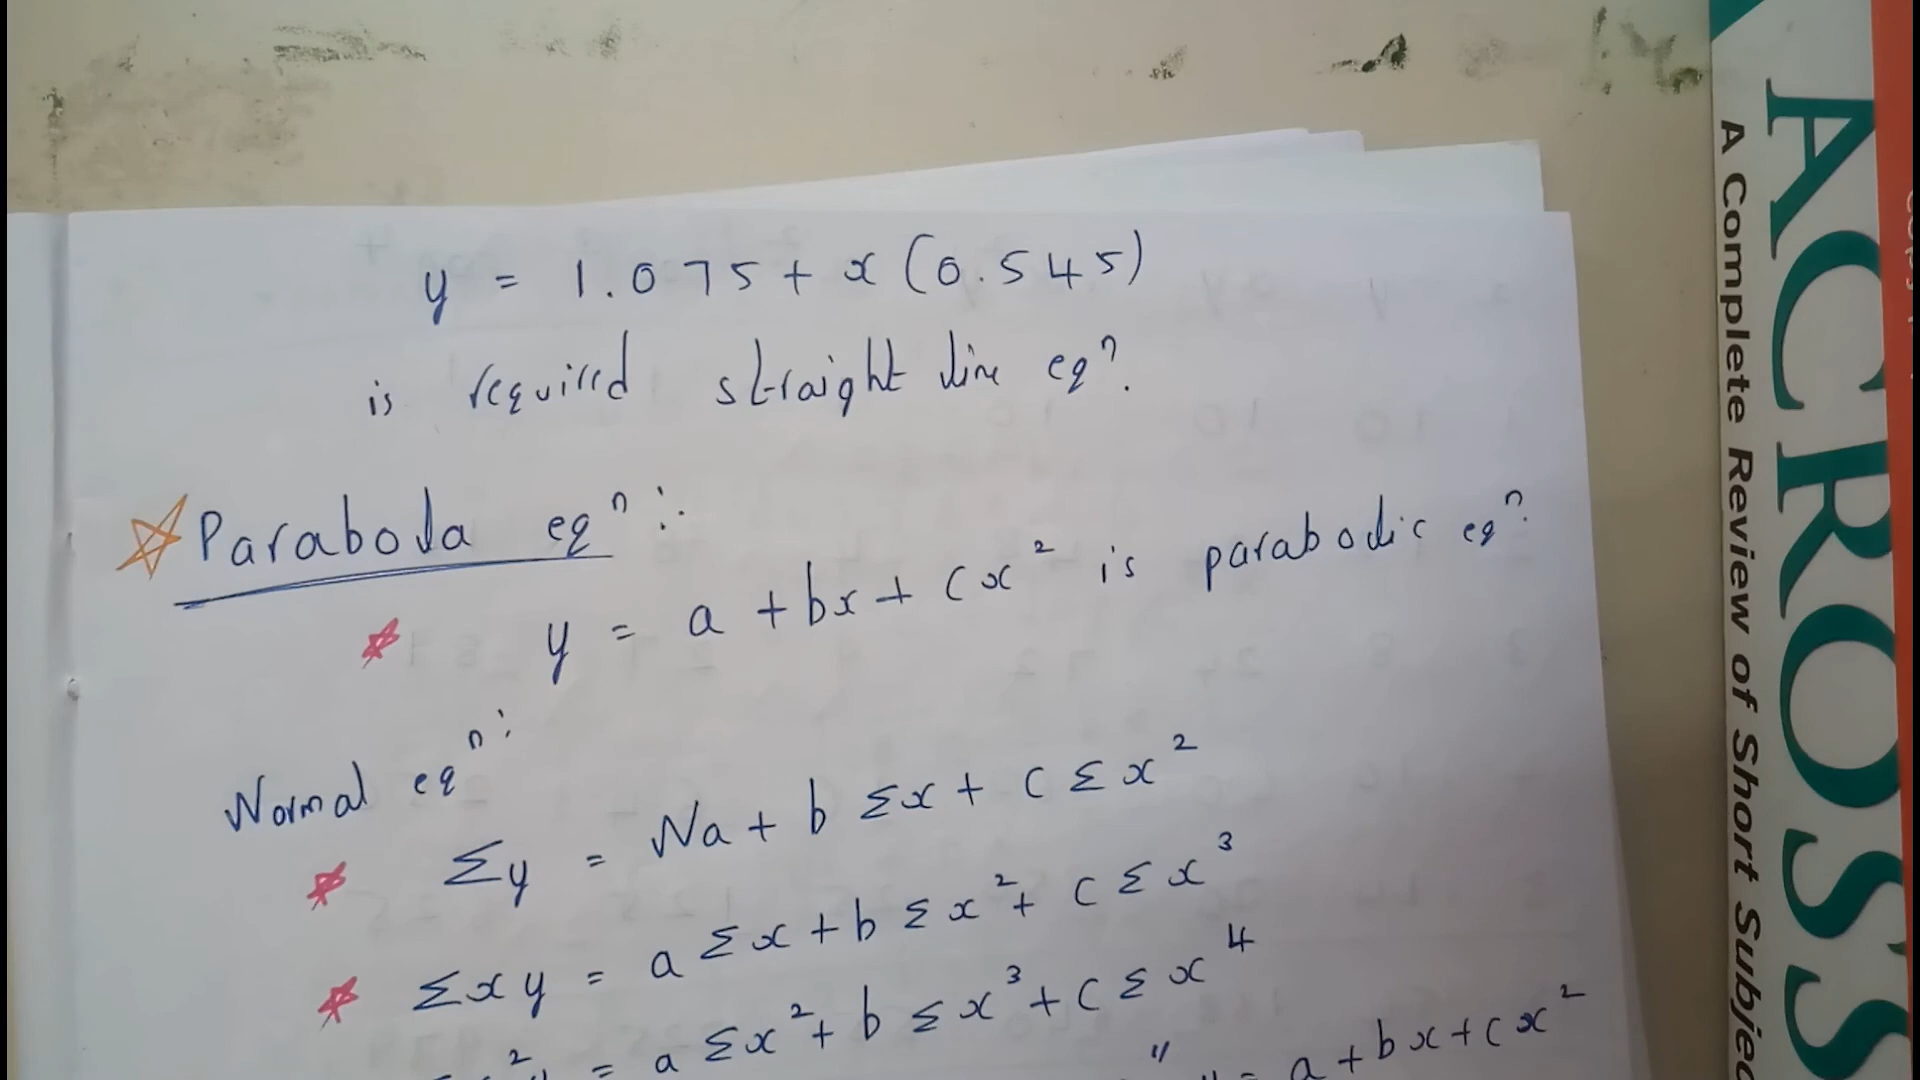 y = 1.075 + x (0.545)
is required straight line eqⁿ.
Parabola eqⁿ :
y = a + bx + cx² is parabolic eqⁿ.
Normal eqⁿ :
Σy = Na + b Σx + c Σx²
Σxy = a Σx + b Σx² + c Σx³
= a Σx² + b Σx³ + c Σx⁴
= a + bx + cx²
ACROSS
A Complete Review of Short Subjec